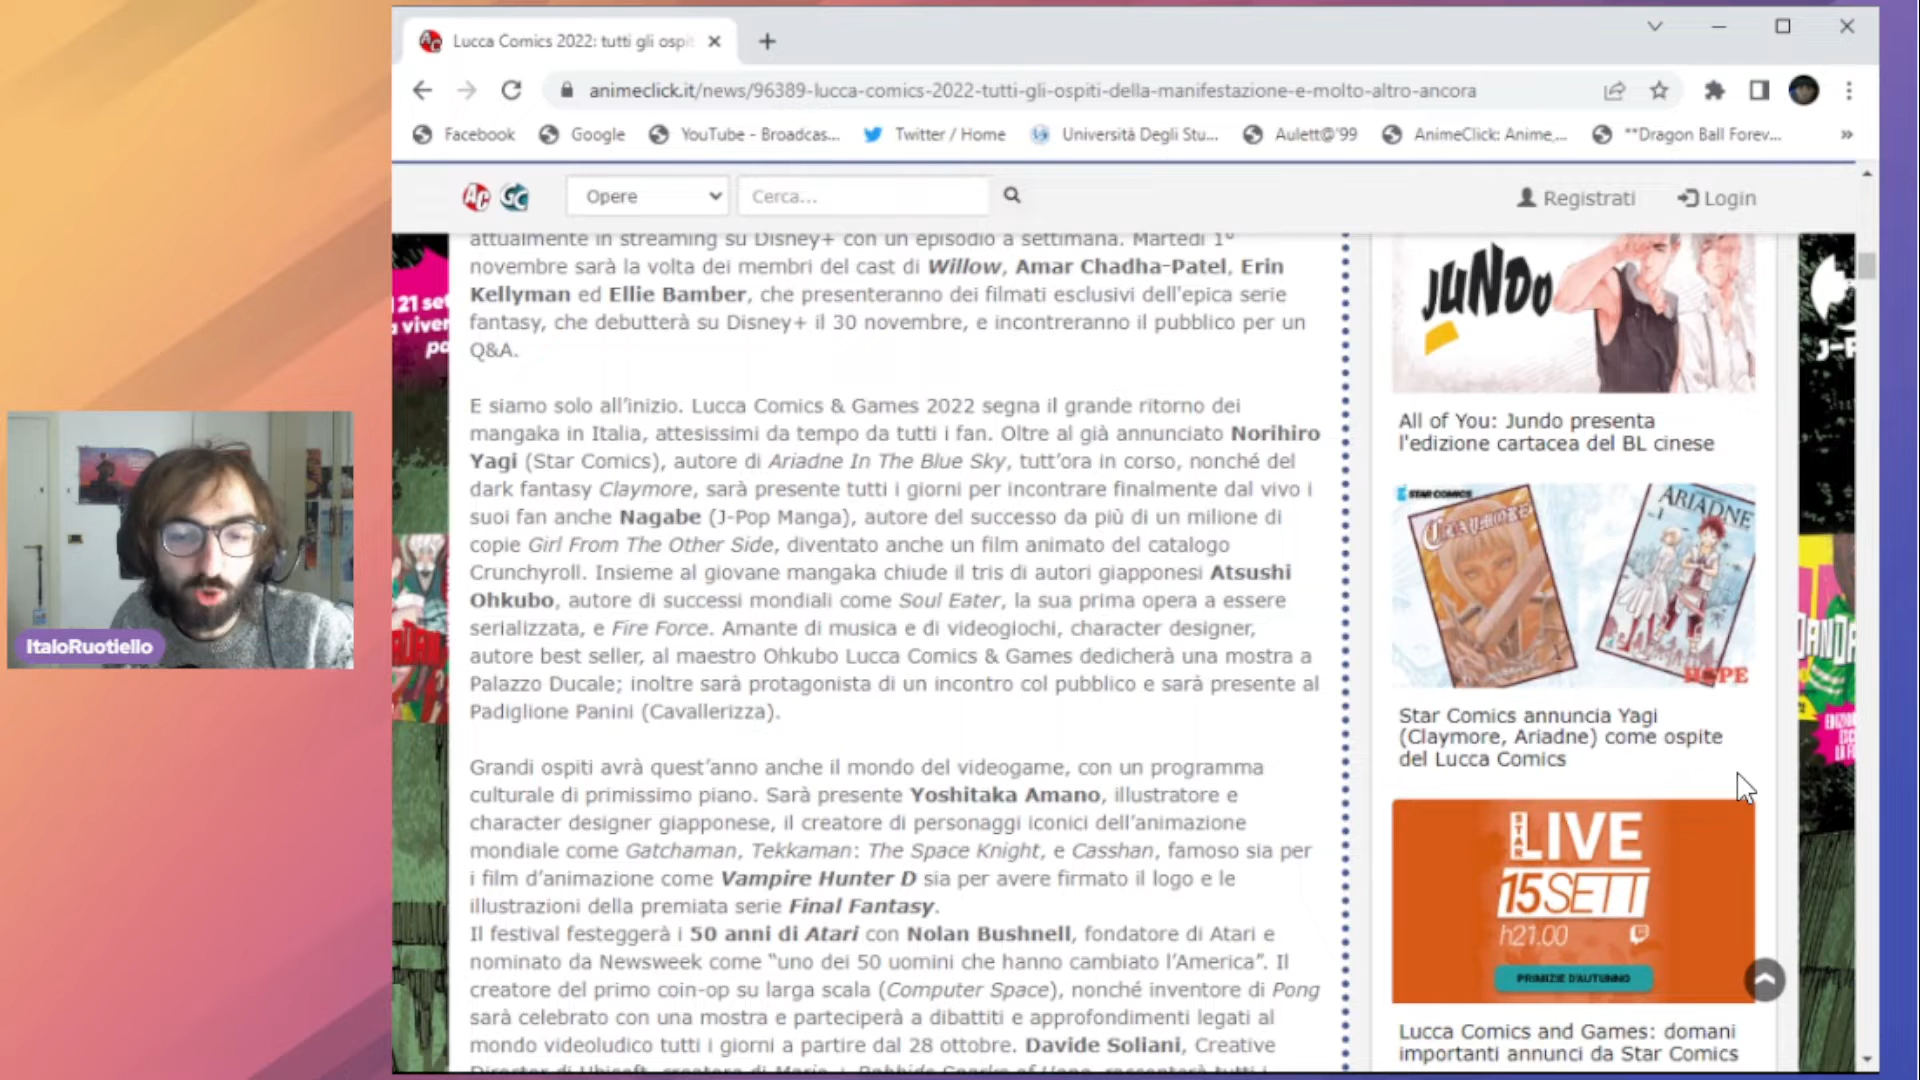 Lucca Comics 2022: tutti gli ospit
animeclick.it/news/96389-lucca-comics-2022-tutti-gli-ospiti-della-manifestazione-e-molto-altro-ancora
Facebook
Google
YouTube - Broadcas...
Twitter / Home
Università Degli Stu...
Aulett@'99
AnimeClick: Anime,...
**Dragon Ball Forev...
»
AC GC
Opere
Cerca...
Registrati
Login
attualmente in streaming su Disney+ con un episodio a settimana. Martedì 1°
novembre sarà la volta dei membri del cast di Willow, Amar Chadha-Patel, Erin
Kellyman ed Ellie Bamber, che presenteranno dei filmati esclusivi dell'epica serie
fantasy, che debutterà su Disney+ il 30 novembre, e incontreranno il pubblico per un
Q&A.
E siamo solo all'inizio. Lucca Comics & Games 2022 segna il grande ritorno dei
mangaka in Italia, attesissimi da tempo da tutti i fan. Oltre al già annunciato Norihiro
Yagi (Star Comics), autore di Ariadne In The Blue Sky, tutt'ora in corso, nonché del
dark fantasy Claymore, sarà presente tutti i giorni per incontrare finalmente dal vivo i
suoi fan anche Nagabe (J-Pop Manga), autore del successo da più di un milione di
copie Girl From The Other Side, diventato anche un film animato del catalogo
Crunchyroll. Insieme al giovane mangaka chiude il tris di autori giapponesi Atsushi
Ohkubo, autore di successi mondiali come Soul Eater, la sua prima opera a essere
serializzata, e Fire Force. Amante di musica e di videogiochi, character designer,
autore best seller, al maestro Ohkubo Lucca Comics & Games dedicherà una mostra a
Palazzo Ducale; inoltre sarà protagonista di un incontro col pubblico e sarà presente al
Padiglione Panini (Cavallerizza).
Grandi ospiti avrà quest'anno anche il mondo del videogame, con un programma
culturale di primissimo piano. Sarà presente Yoshitaka Amano, illustratore e
character designer giapponese, il creatore di personaggi iconici dell'animazione
mondiale come Gatchaman, Tekkaman: The Space Knight, e Casshan, famoso sia per
i film d'animazione come Vampire Hunter D sia per avere firmato il logo e le
illustrazioni della premiata serie Final Fantasy.
Il festival festeggerà i 50 anni di Atari con Nolan Bushnell, fondatore di Atari e
nominato da Newsweek come “uno dei 50 uomini che hanno cambiato l'America”. Il
creatore del primo coin-op su larga scala (Computer Space), nonché inventore di Pong
sarà celebrato con una mostra e parteciperà a dibattiti e approfondimenti legati al
mondo videoludico tutti i giorni a partire dal 28 ottobre. Davide Soliani, Creative
JUNDO
All of You: Jundo presenta
l'edizione cartacea del BL cinese
STAR COMICS
CLAYMORE
1
ARIADNE
1
HOPE
Star Comics annuncia Yagi
(Claymore, Ariadne) come ospite
del Lucca Comics
STAR
LIVE
15SETT
h21.00
PRIMIZIE D'AUTUNNO
Lucca Comics and Games: domani
importanti annunci da Star Comics
21 set
viver
ItaloRuotiello